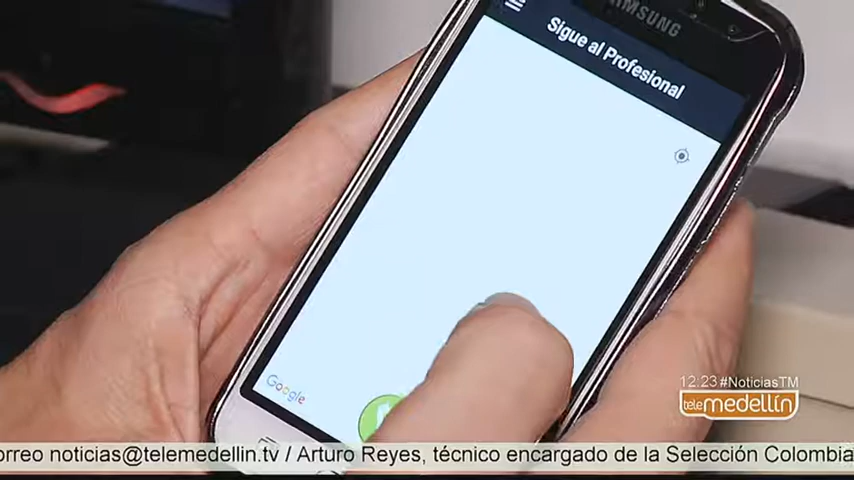 SAMSUNG
Sigue al Profesional
Google
12:23 #NoticiasTM
telemedellín
orreo noticias@telemedellin.tv / Arturo Reyes, técnico encargado de la Selección Colombia